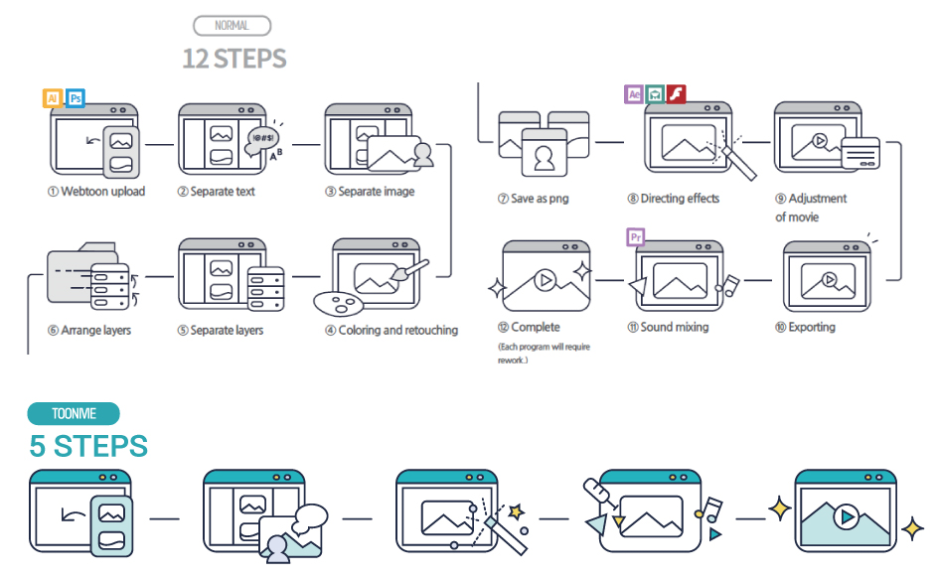 NORMAL
12 STEPS
Ai Ps
!@#$!
A B
① Webtoon upload
② Separate text
③ Separate image
⑥ Arrange layers
⑤ Separate layers
④ Coloring and retouching
Ae
⑦ Save as png
⑧ Directing effects
⑨ Adjustment
of movie
Pr
⑫ Complete
(Each program will require
rework.)
⑪ Sound mixing
⑩ Exporting
TOONME
5 STEPS